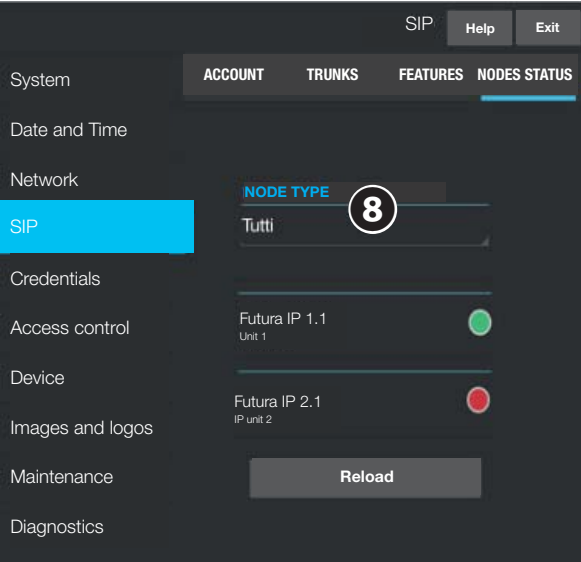 SIP Help Exit
ACCOUNT TRUNKS FEATURES NODES STATUS
System
Date and Time
Network
SIP
Credentials
Access control
Device
Images and logos
Maintenance
Diagnostics
NODE TYPE
8
Tutti
Futura IP 1.1
Unit 1
Futura IP 2.1
IP unit 2
Reload